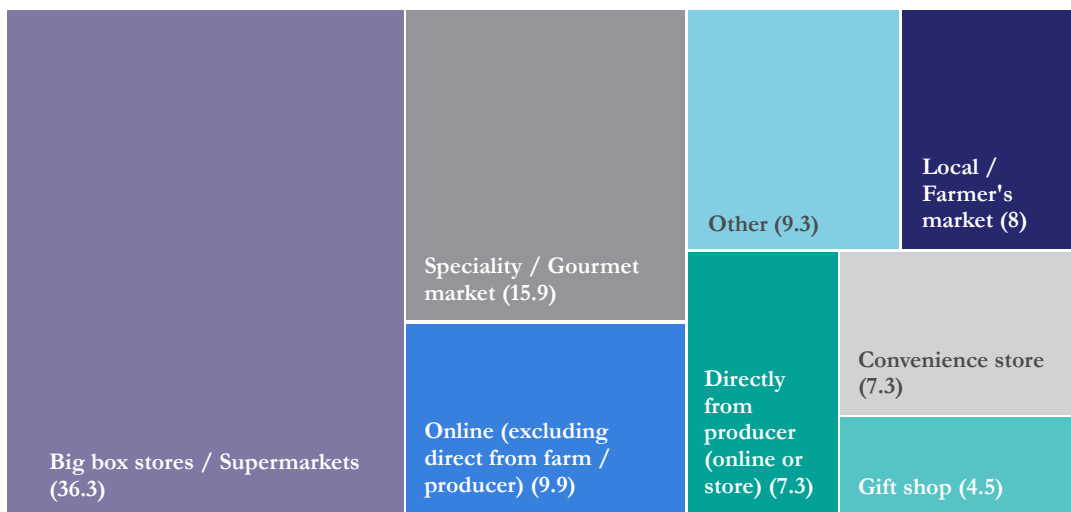 Big box stores / Supermarkets
(36.3)
Speciality / Gourmet
market (15.9)
Online (excluding
direct from farm /
producer) (9.9)
Other (9.3)
Local /
Farmer's
market (8)
Directly
from
producer
(online or
store) (7.3)
Convenience store
(7.3)
Gift shop (4.5)